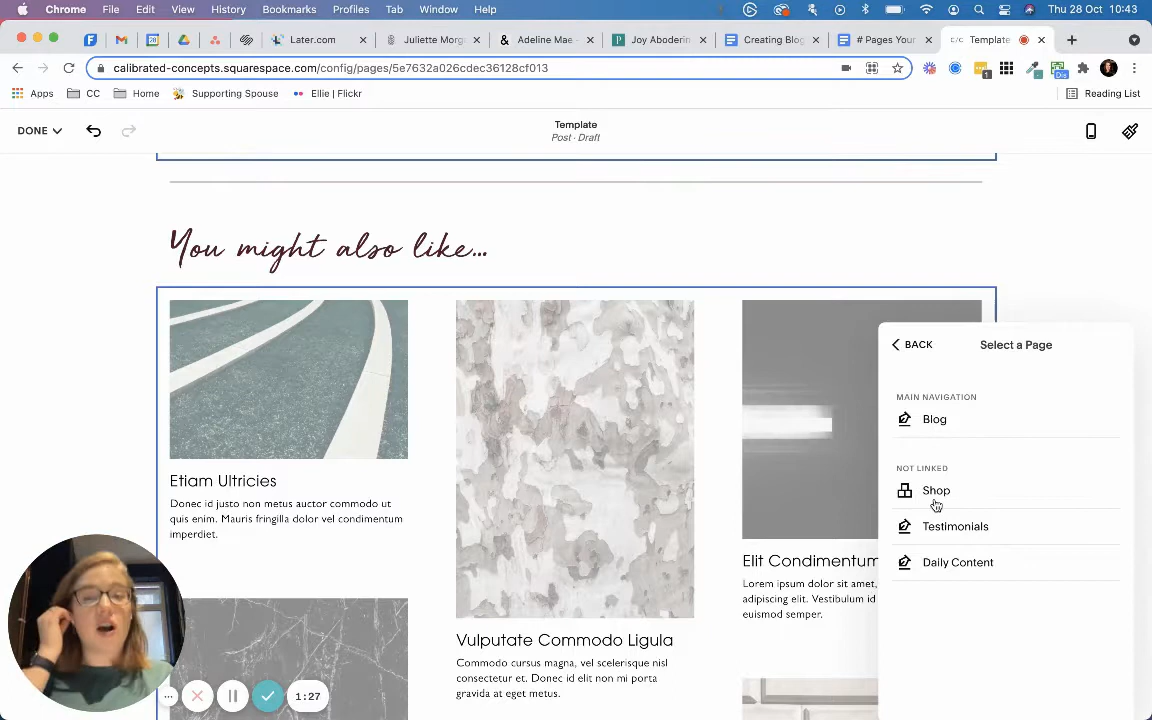 Chrome File Edit View History Bookmarks Profiles Tab Window Help Thu 28 Oct 10:43
28 Later.com Juliette Morg & Adeline Mae - Joy Aboderin Creating Blog # Pages Your C/C Template
calibrated-concepts.squarespace.com/config/pages/5e7632a026cdec36128cf013 1 Dis
Apps CC Home Supporting Spouse Ellie | Flickr Reading List
DONE
Template
Post · Draft
You might also like...
BACK Select a Page
MAIN NAVIGATION
Blog
NOT LINKED
Shop
Testimonials
Daily Content
Etiam Ultricies
Donec id justo non metus auctor commodo ut
quis enim. Mauris fringilla dolor vel condimentum
imperdiet.
Vulputate Commodo Ligula
Commodo cursus magna, vel scelerisque nisl
consectetur et. Donec id elit non mi porta
gravida at eget metus.
Elit Condimentum
Lorem ipsum dolor sit amet,
adipiscing elit. Vestibulum id
euismod semper.
1:27